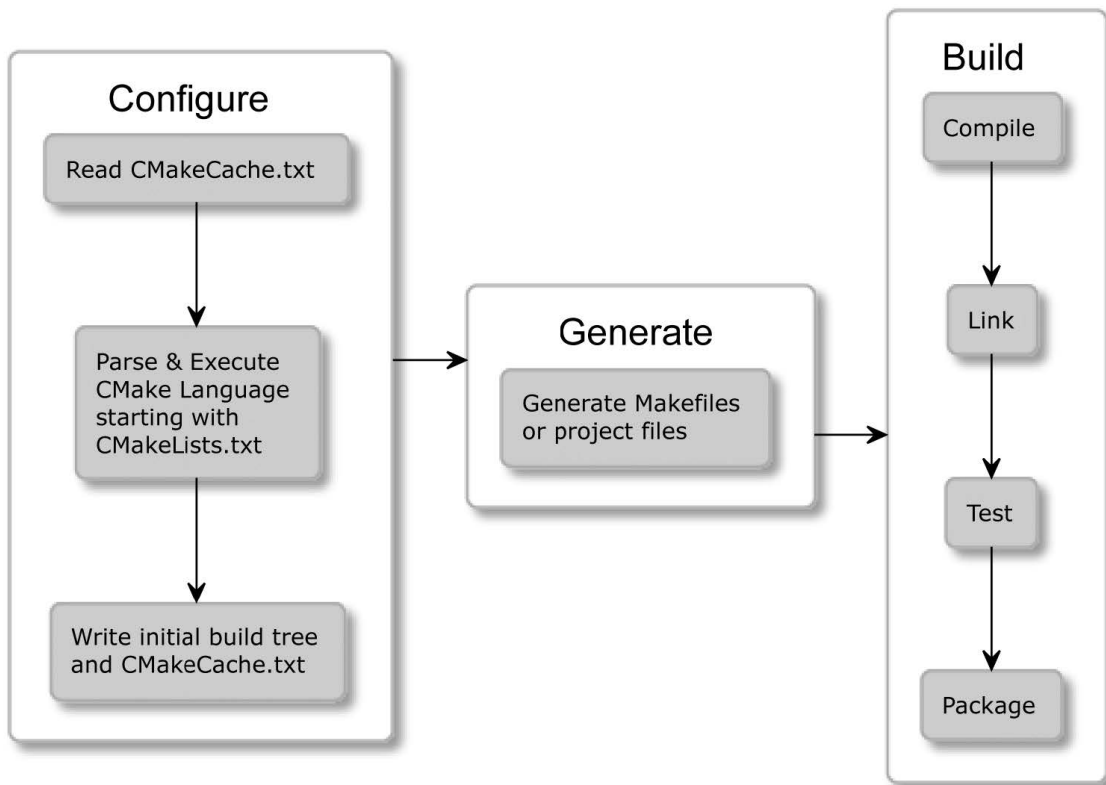 Configure
Read CMakeCache.txt
Parse & Execute
CMake Language
starting with
CMakeLists.txt
Write initial build tree
and CMakeCache.txt
Generate
Generate Makefiles
or project files
Build
Compile
Link
Test
Package